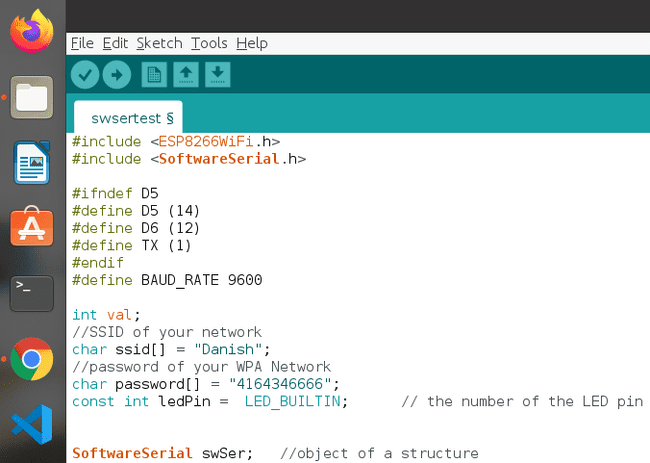 File Edit Sketch Tools Help
swsertest §
#include <ESP8266WiFi.h>
#include <SoftwareSerial.h>
#ifndef D5
#define D5 (14)
#define D6 (12)
#define TX (1)
#endif
#define BAUD_RATE 9600
int val;
//SSID of your network
char ssid[] = "Danish";
//password of your WPA Network
char password[] = "4164346666";
const int ledPin =  LED_BUILTIN;      // the number of the LED pin
SoftwareSerial swSer;   //object of a structure